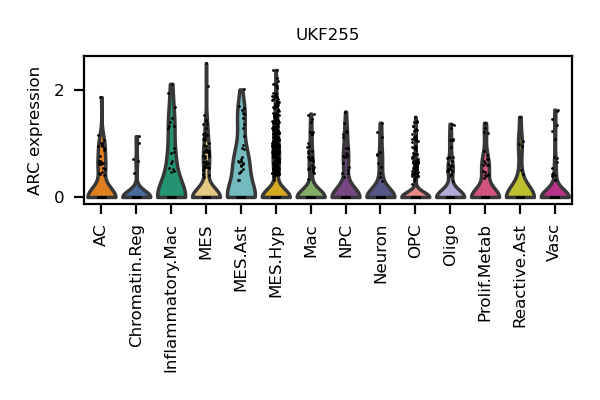 UKF255
ARC expression
2
0
AC
Chromatin.Reg
Inflammatory.Mac
MES
MES.Ast
MES.Hyp
Mac
NPC
Neuron
OPC
Oligo
Prolif.Metab
Reactive.Ast
Vasc